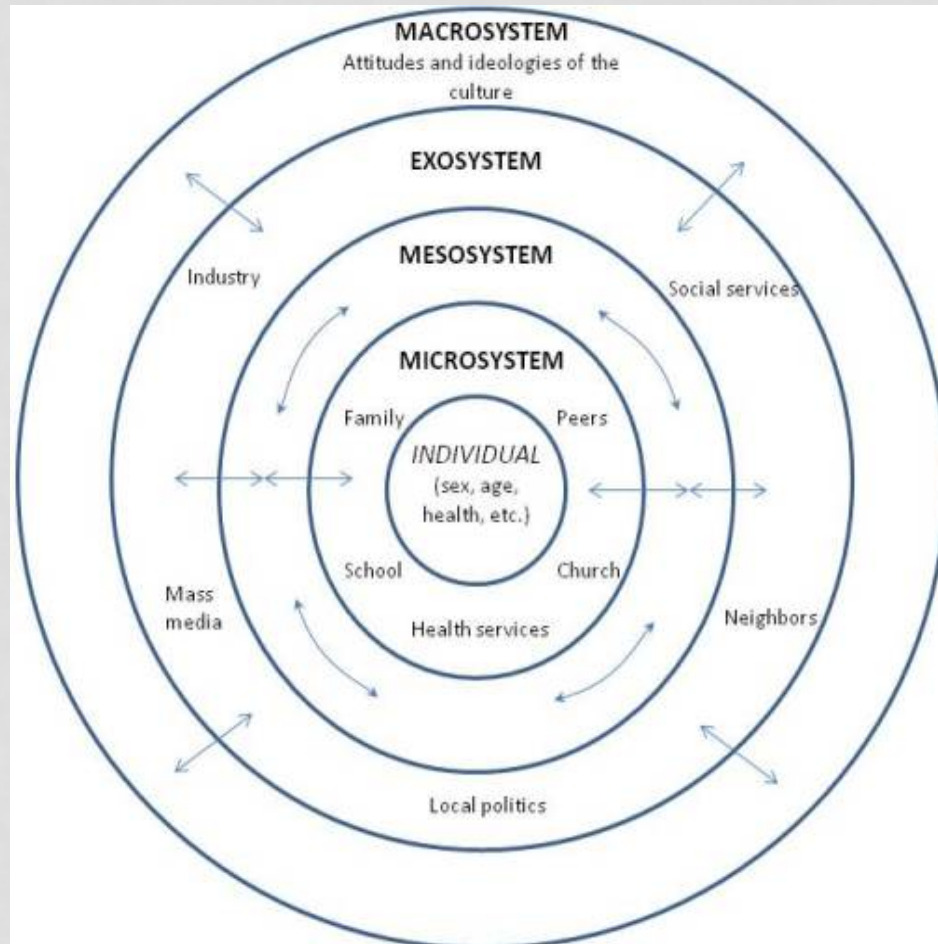 MACROSYSTEM
Attitudes and ideologies of the
culture
EXOSYSTEM
Industry
Social services
MESOSYSTEM
MICROSYSTEM
Family
Peers
INDIVIDUAL
(sex, age,
health, etc.)
School
Church
Health services
Mass
media
Neighbors
Local politics